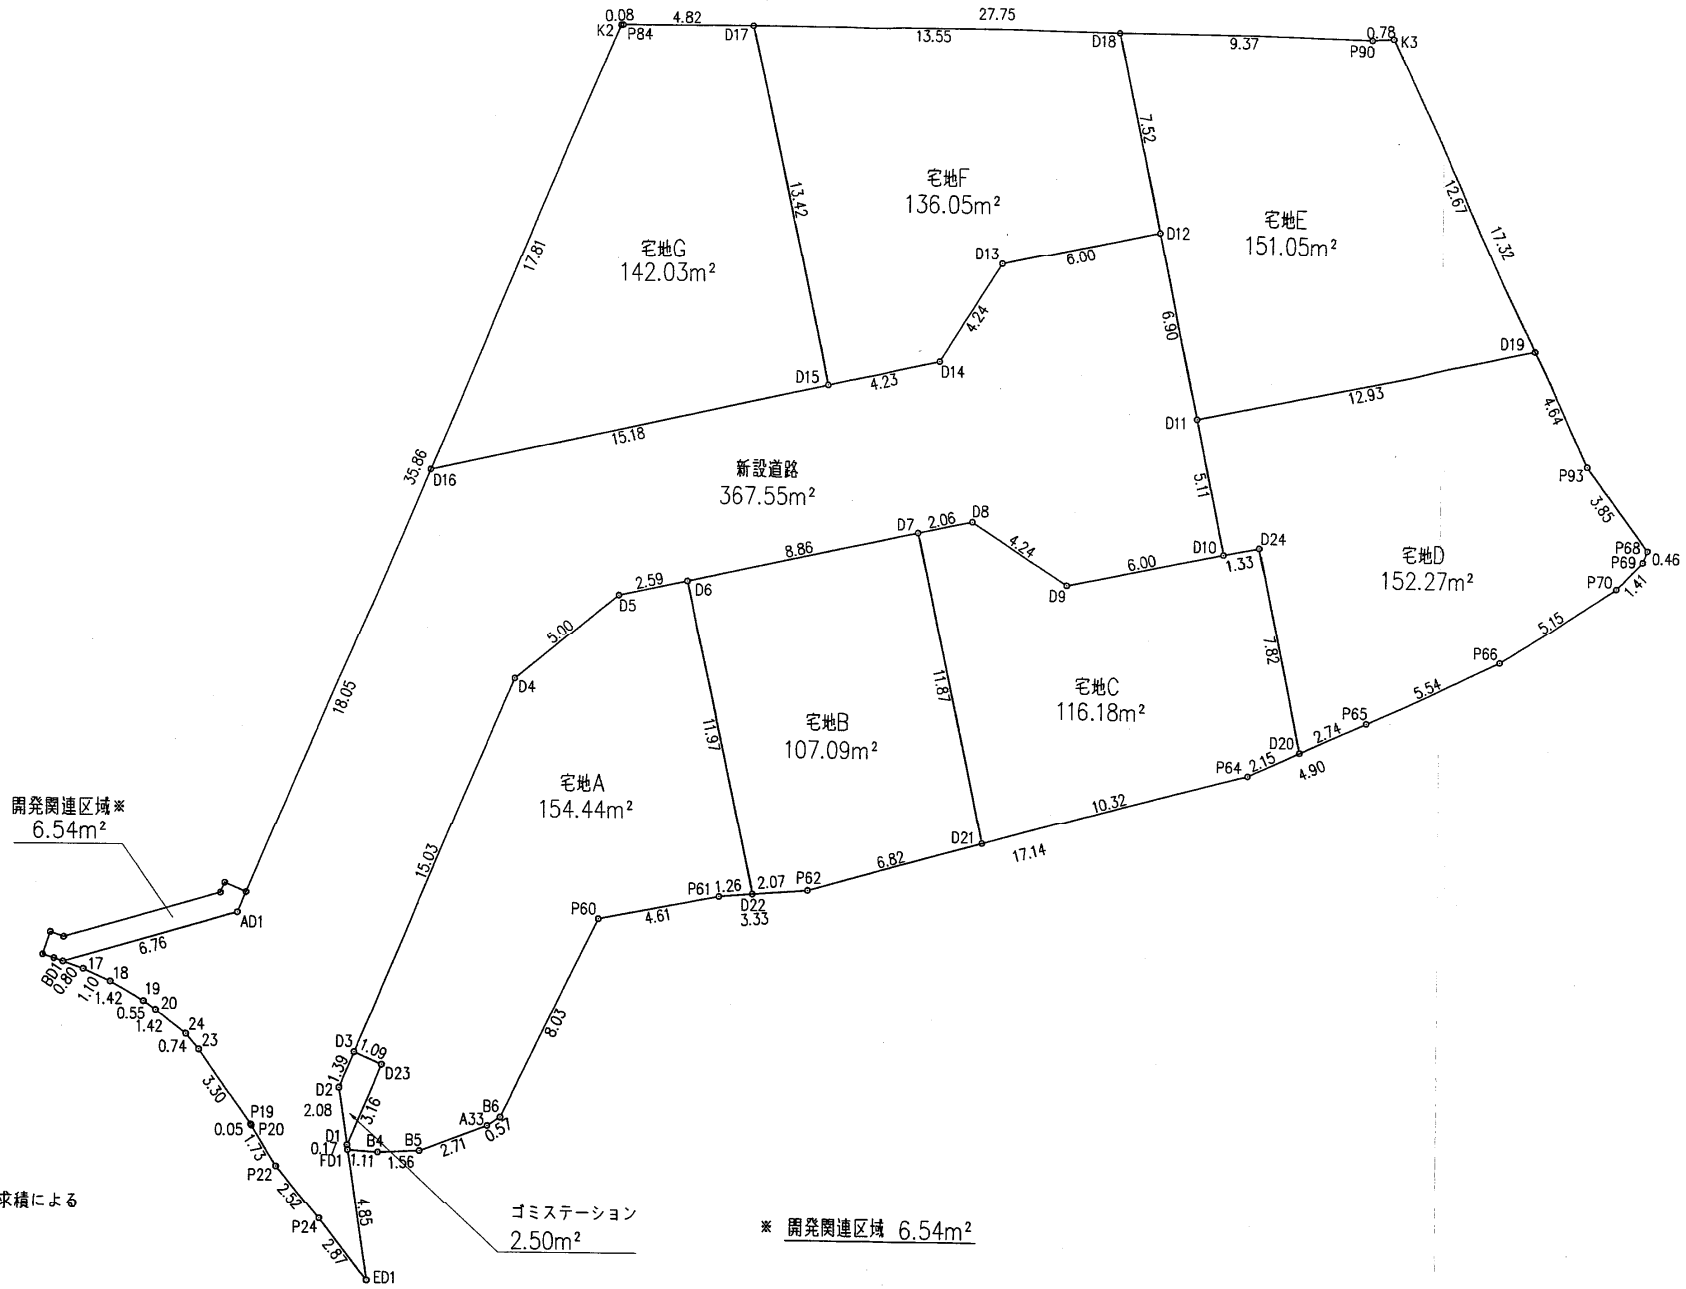 0.08
4.82
27.75
K2
P84
D17
13.55
D18
9.37
0.78
P90
K3
7.52
12.67
17.32
13.42
17.81
宅地F
136.05m²
宅地E
151.05m²
宅地G
142.03m²
D13
D12
6.00
4.24
6.90
D19
D15
4.23
D14
12.93
D11
4.64
15.18
35.86
D16
新設道路
367.55m²
5.11
P93
3.85
D7
2.06
D8
8.86
4.24
D10
D24
6.00
1.33
宅地D
152.27m²
P68
P69
0.46
P70
1.41
2.59
D5
D6
D9
5.00
5.15
7.82
P66
D4
18.05
11.87
宅地C
116.18m²
5.54
11.97
宅地B
107.09m²
P65
D20
2.74
P64
2.15
4.90
宅地A
154.44m²
10.32
開発関連区域※
6.54m²
15.03
D21
17.14
6.82
P61
1.26
2.07
P62
D22
3.33
AD1
P60
4.61
6.76
BD1
0.80
17
1.10
18
1.42
19
0.55
20
1.42
24
0.74
23
8.03
3.30
D3
1.09
D23
1.39
D2
2.08
3.16
P19
0.05
P20
D1
0.17
FD1
B4
1.11
B5
1.56
A33
B6
2.71
0.57
1.73
P22
2.52
P24
4.85
2.87
ED1
求積による
ゴミステーション
2.50m²
※ 開発関連区域 6.54m²